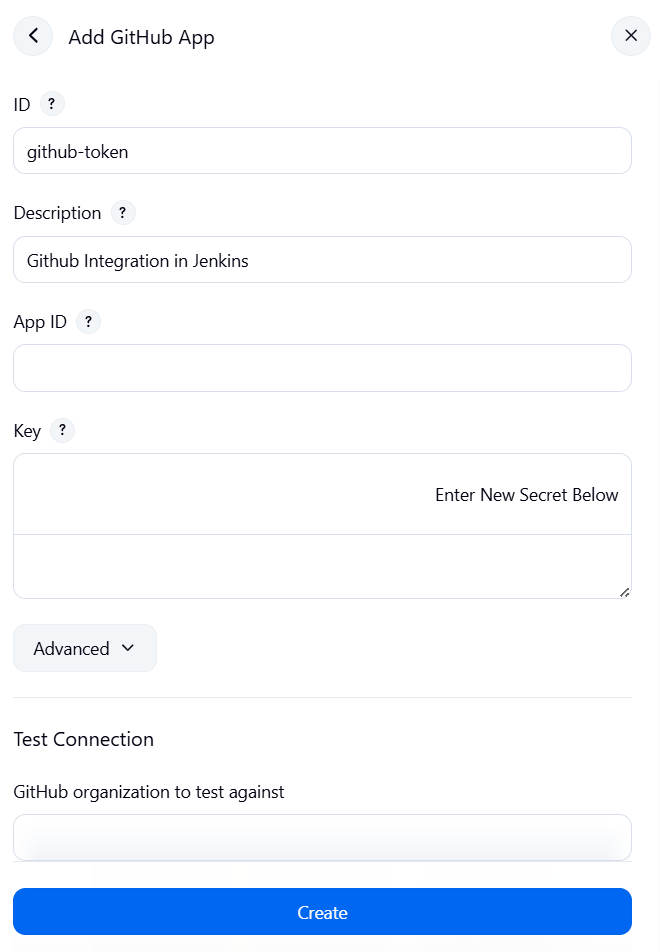 Add GitHub App
ID ?
github-token
Description ?
Github Integration in Jenkins
App ID ?
Key ?
Enter New Secret Below
Advanced
Test Connection
GitHub organization to test against
Create